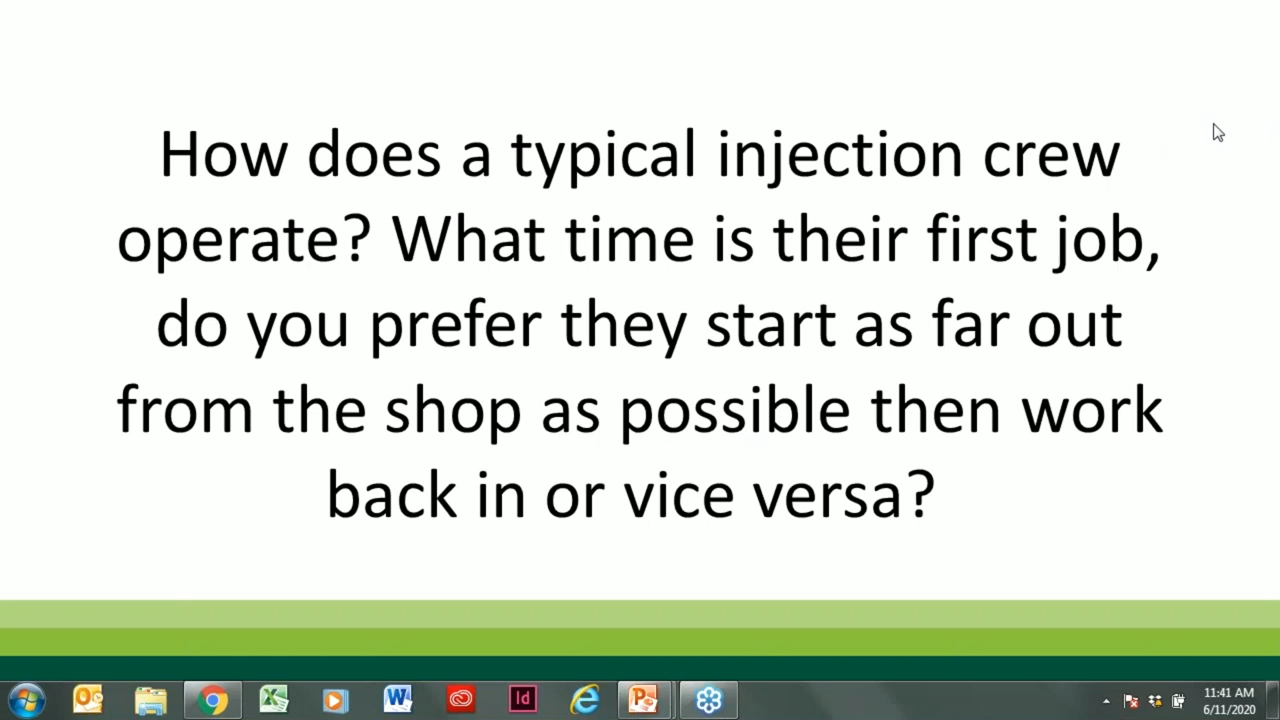 How does a typical injection crew
operate? What time is their first job,
do you prefer they start as far out
from the shop as possible then work
back in or vice versa?
11:41 AM
6/11/2020